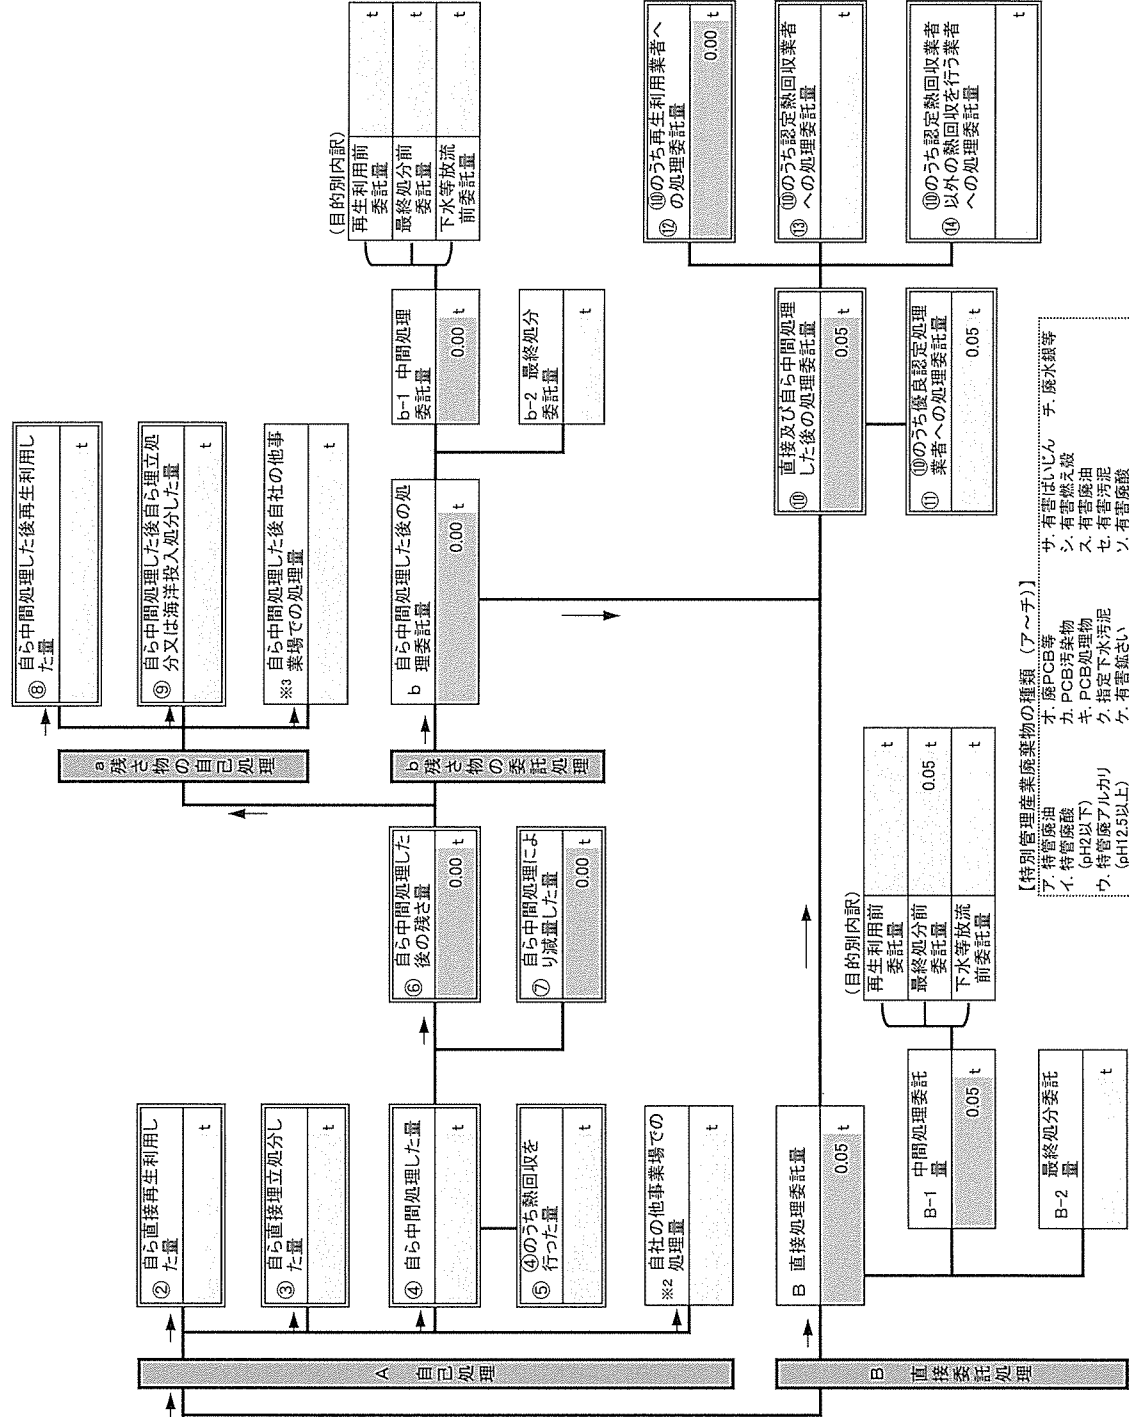 A 自己処理
② 自ら直接再生利用し
た量
t
③ 自ら直接埋立処分し
た量
t
④ 自ら中間処理した量
t
⑤ ④のうち熱回収を
行った量
t
※2 自社の他事業場での
処理量
t
⑥ 自ら中間処理した
後の残さ量
0.00 t
⑦ 自ら中間処理によ
り減量した量
0.00 t
a 残さ物の自己処理
⑧ 自ら中間処理した後再生利用し
た量
t
⑨ 自ら中間処理した後自ら埋立処
分又は海洋投入処分した量
t
※3 自ら中間処理した後自社の他事
業場での処理量
t
b 残さ物の委託処理
b 自ら中間処理した後の処
理委託量
0.00 t
b-1 中間処理
委託量
0.00 t
b-2 最終処分
委託量
t
(目的別内訳)
再生利用前
委託量
t
最終処分前
委託量
t
下水等放流
前委託量
t
B 直接委託処理
B 直接処理委託量
0.05 t
B-1 中間処理委託
量
0.05 t
B-2 最終処分委託
量
t
(目的別内訳)
再生利用前
委託量
t
最終処分前
委託量
0.05 t
下水等放流
前委託量
t
⑩ 直接及び自ら中間処理
した後の処理委託量
0.05 t
⑪ ⑩のうち優良認定処理
業者への処理委託量
0.05 t
⑫ ⑩のうち再生利用業者へ
の処理委託量
0.00 t
⑬ ⑩のうち認定熱回収業者
への処理委託量
t
⑭ ⑩のうち認定熱回収業者
以外の熱回収を行う業者
への処理委託量
t
【特別管理産業廃棄物の種類(ア~チ)】
ア. 特管廃油
イ. 特管廃酸
(pH2以下)
ウ. 特管廃アルカリ
(pH12.5以上)
オ. 廃PCB等
カ. PCB汚染物
キ. PCB処理物
ク. 指定下水汚泥
ケ. 有害鉱さい
サ. 有害ばいじん
シ. 有害燃え殻
ス. 有害廃油
セ. 有害汚泥
ソ. 有害廃酸
チ. 廃水銀等